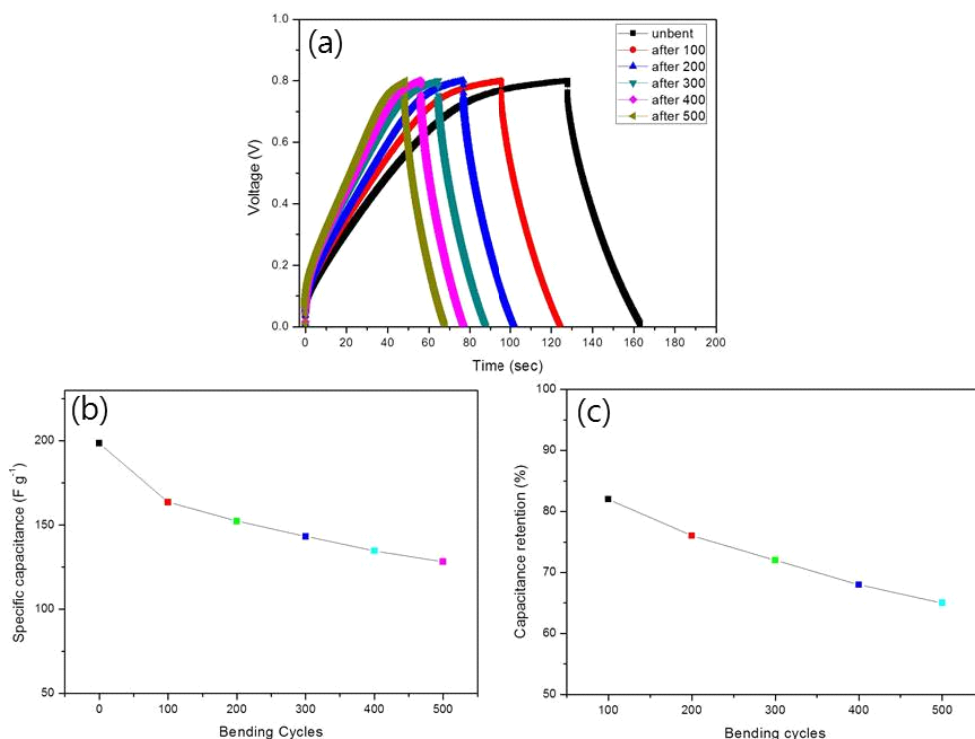 (a)
1.0
0.8
0.6
0.4
0.2
0.0
Voltage (V)
0 20 40 60 80 100 120 140 160 180 200
Time (sec)
unbent
after 100
after 200
after 300
after 400
after 500
(b)
200
150
100
50
Specific capacitance (F g⁻¹)
0 100 200 300 400 500
Bending Cycles
(c)
100
90
80
70
60
50
Capacitance retention (%)
100 200 300 400 500
Bending cycles